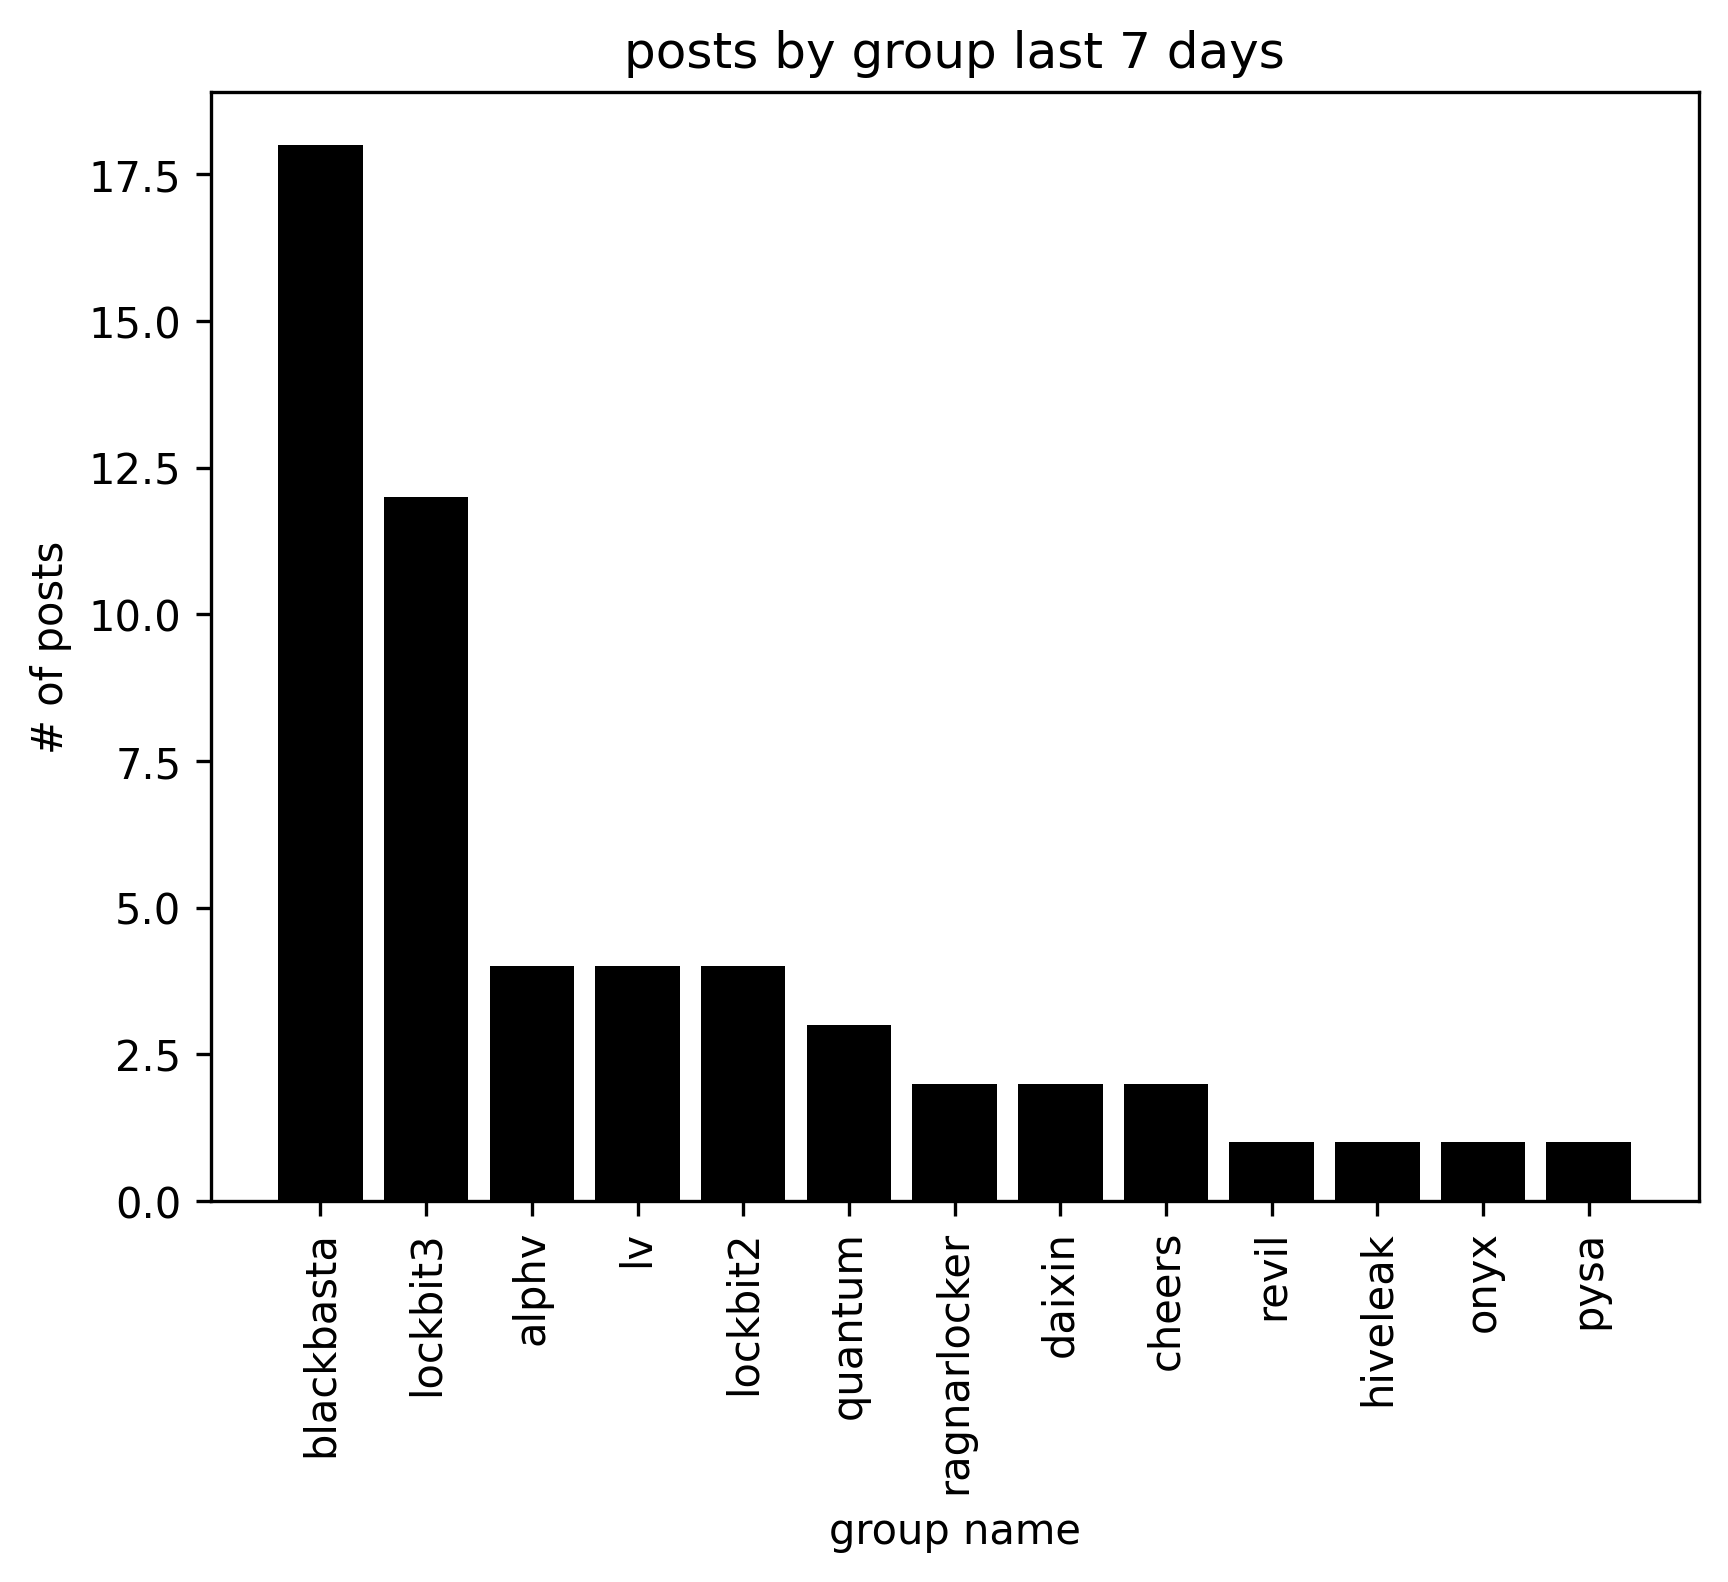 posts by group last 7 days
17.5
15.0
12.5
10.0
7.5
5.0
2.5
0.0
# of posts
blackbasta
lockbit3
alphv
lv
lockbit2
quantum
ragnarlocker
daixin
cheers
revil
hiveleak
onyx
pysa
group name